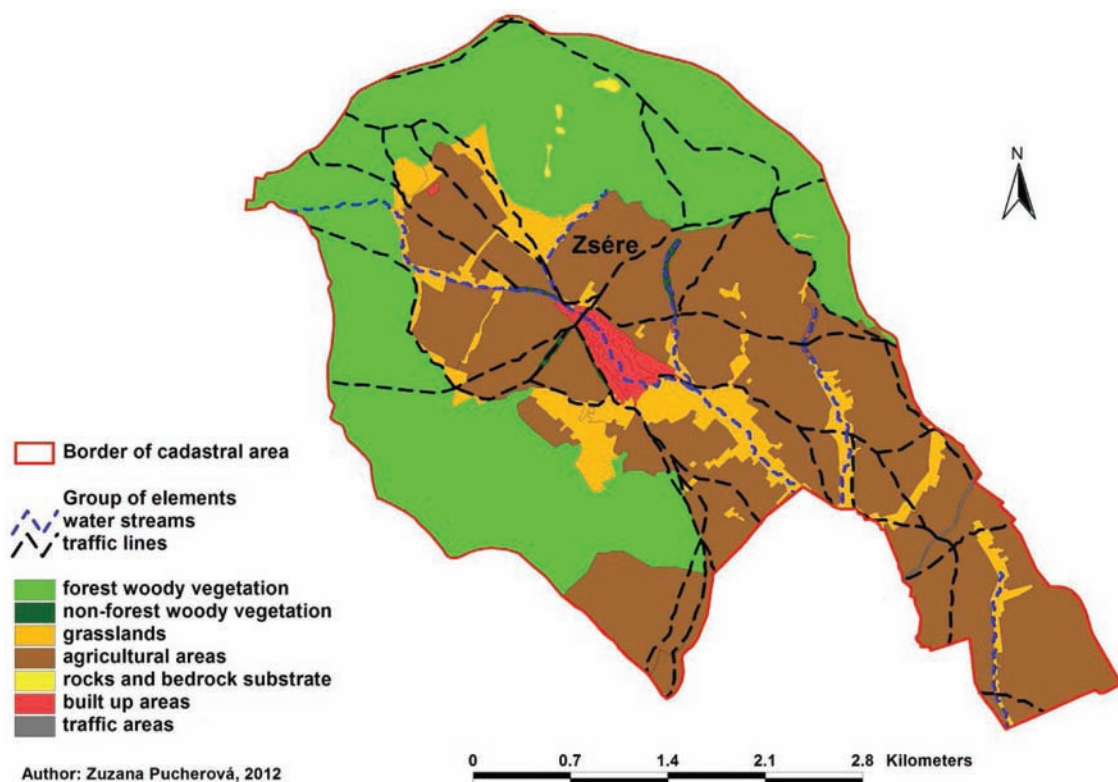 N
Zsére
Border of cadastral area
Group of elements
water streams
traffic lines
forest woody vegetation
non-forest woody vegetation
grasslands
agricultural areas
rocks and bedrock substrate
built up areas
traffic areas
Author: Zuzana Pucherová, 2012
0 0.7 1.4 2.1 2.8 Kilometers